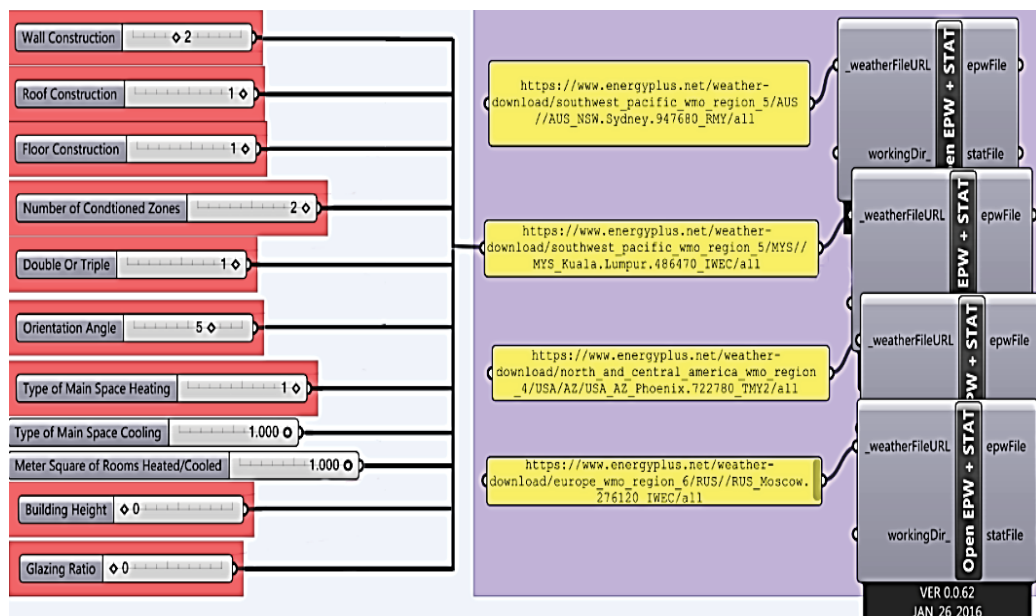 Wall Construction 2
Roof Construction 1
Floor Construction 1
Number of Condtioned Zones 2
Double Or Triple 1
Orientation Angle 5
Type of Main Space Heating 1
Type of Main Space Cooling 1.000
Meter Square of Rooms Heated/Cooled 1.000
Building Height 0
Glazing Ratio 0
https://www.energyplus.net/weather-
download/southwest_pacific_wmo_region_5/AUS
//AUS_NSW.Sydney.947680_RMY/all
_weatherFileURL
epwFile
workingDir_
statFile
Open EPW + STAT
https://www.energyplus.net/weather-
download/southwest_pacific_wmo_region_5/MYS//
MYS_Kuala.Lumpur.486470_IWEC/all
_weatherFileURL
epwFile
EPW + STAT
https://www.energyplus.net/weather-
download/north_and_central_america_wmo_region
_4/USA/AZ/USA_AZ_Phoenix.722780_TMY2/all
_weatherFileURL
epwFile
+ STAT
https://www.energyplus.net/weather-
download/europe_wmo_region_6/RUS//RUS_Moscow.
276120_IWEC/all
_weatherFileURL
epwFile
workingDir_
statFile
Open EPW + STAT
VER 0.0.62
JAN_26_2016